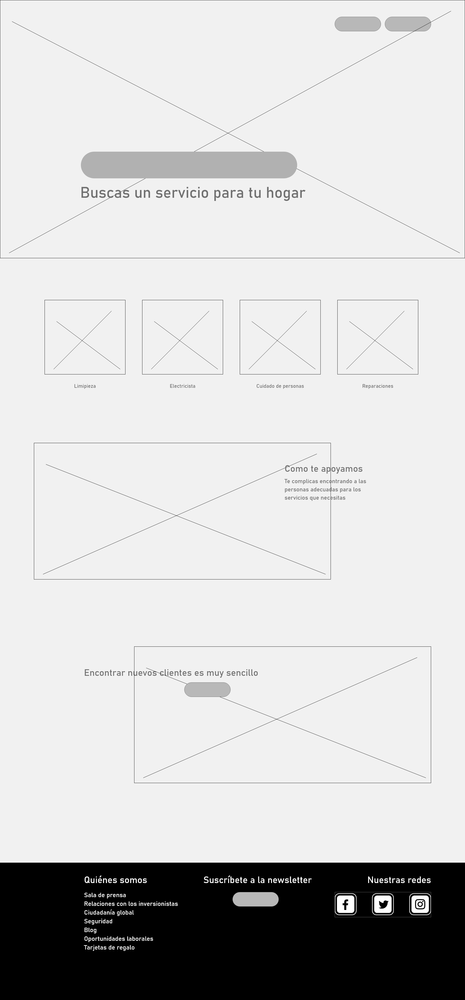 Buscas un servicio para tu hogar
Limipieza
Electricista
Cuidado de personas
Reparaciones
Como te apoyamos
Te complicas encontrando a las
personas adecuadas para los
servicios que necesitas
Encontrar nuevos clientes es muy sencillo
Quiénes somos
Sala de prensa
Relaciones con los inversionistas
Ciudadanía global
Seguridad
Blog
Oportunidades laborales
Tarjetas de regalo
Suscríbete a la newsletter
Nuestras redes